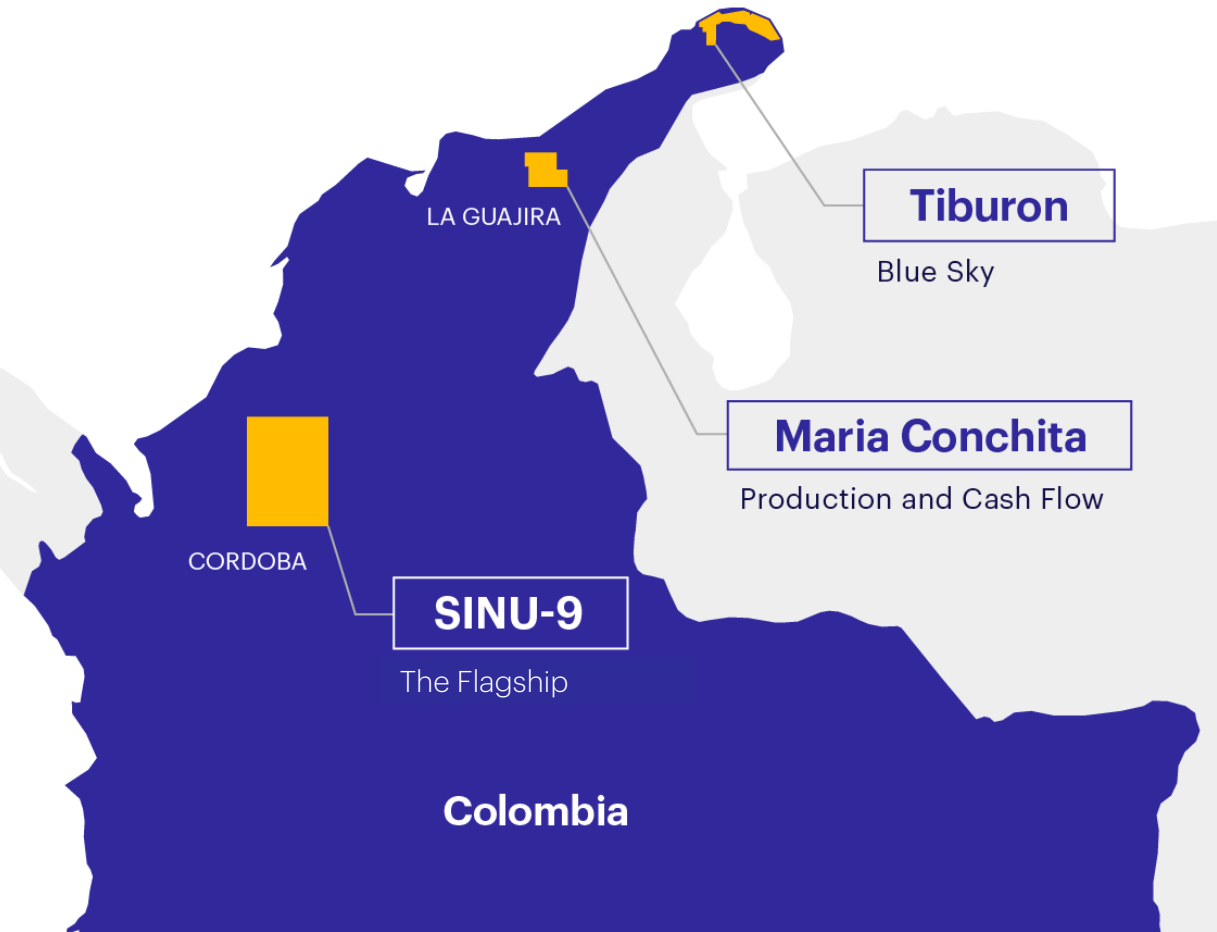 Tiburon
Blue Sky
LA GUAJIRA
Maria Conchita
Production and Cash Flow
CORDOBA
SINU-9
The Flagship
Colombia